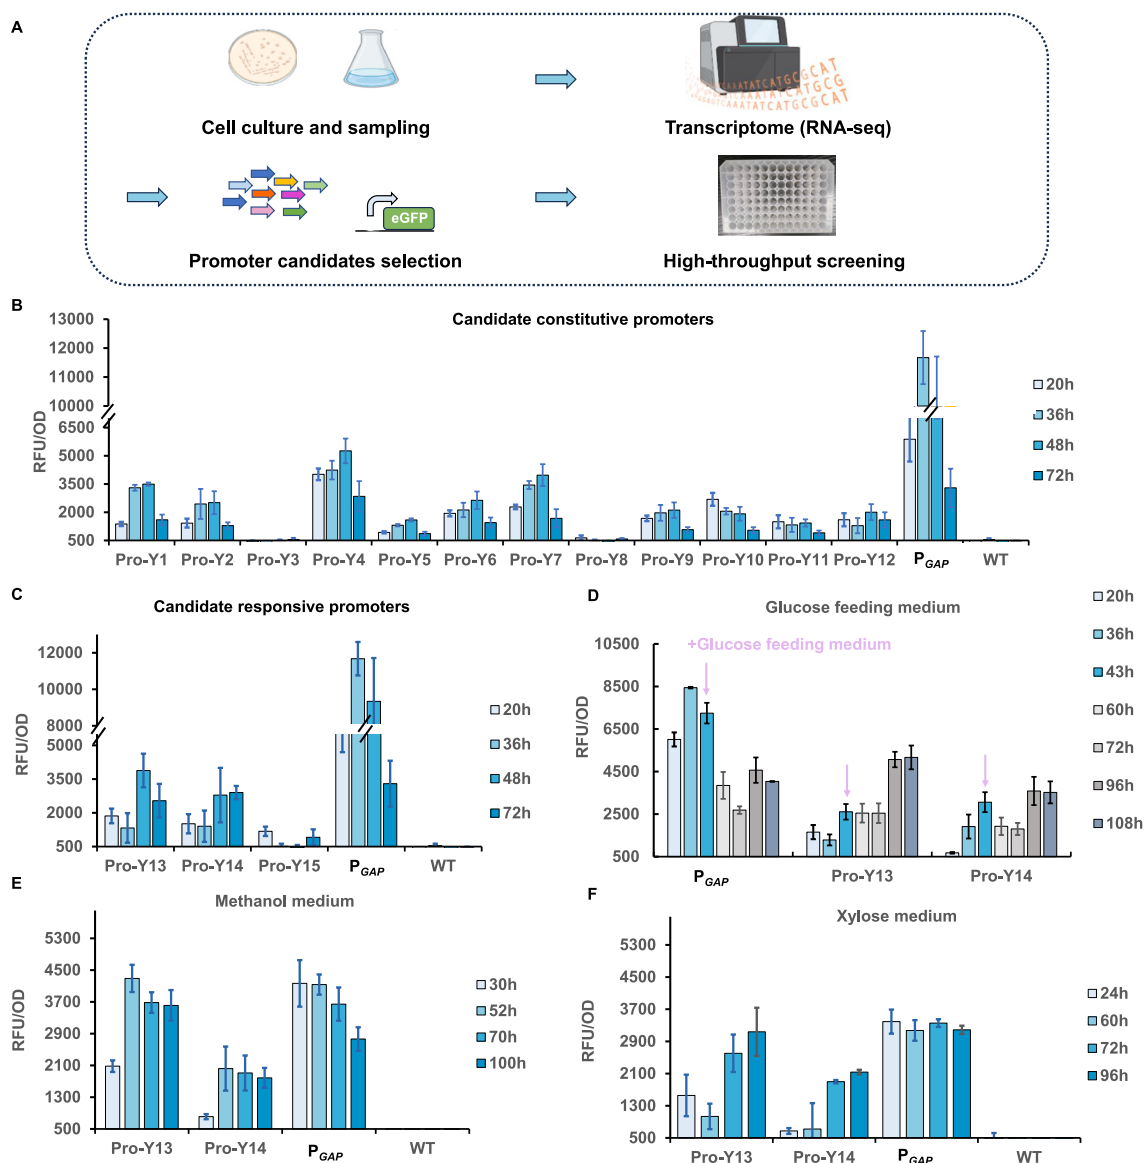 A
AAATATCATGCGCAT
Cell culture and sampling
Transcriptome (RNA-seq)
eGFP
Promoter candidates selection
High-throughput screening
B
Candidate constitutive promoters
RFU/OD
13000
12000
11000
10000
6500
5000
3500
2000
500
Pro-Y1 Pro-Y2 Pro-Y3 Pro-Y4 Pro-Y5 Pro-Y6 Pro-Y7 Pro-Y8 Pro-Y9 Pro-Y10 Pro-Y11 Pro-Y12 PGAP WT
20h
36h
48h
72h
C
Candidate responsive promoters
RFU/OD
12000
10000
8000
5000
3500
2000
500
Pro-Y13 Pro-Y14 Pro-Y15 PGAP WT
20h
36h
48h
72h
D
Glucose feeding medium
+Glucose feeding medium
RFU/OD
10500
8500
6500
4500
2500
500
PGAP Pro-Y13 Pro-Y14
20h
36h
43h
60h
72h
96h
108h
E
Methanol medium
RFU/OD
5300
4500
3700
2900
2100
1300
500
Pro-Y13 Pro-Y14 PGAP WT
30h
52h
70h
100h
F
Xylose medium
RFU/OD
5300
4500
3700
2900
2100
1300
500
Pro-Y13 Pro-Y14 PGAP WT
24h
60h
72h
96h